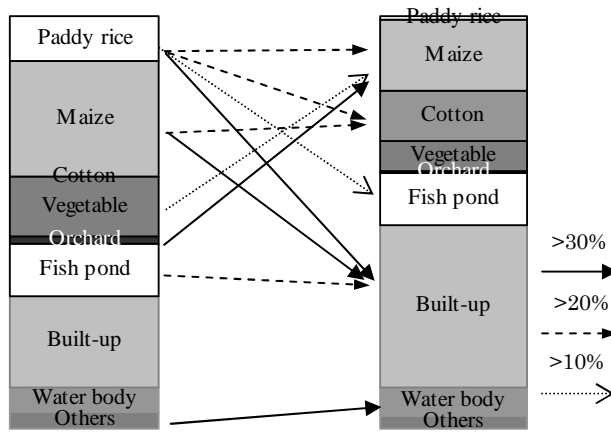 Paddy rice
Maize
Cotton
Vegetable
Orchard
Fish pond
Built-up
Water body
Others
Paddy rice
Maize
Cotton
Vegetable
Orchard
Fish pond
Built-up
Water body
Others
>30%
>20%
>10%